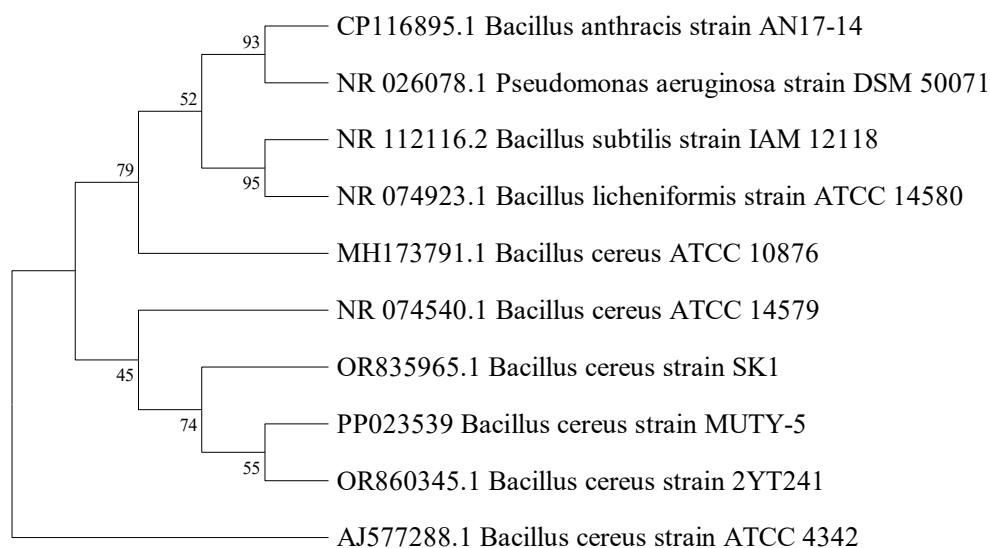 93
CP116895.1 Bacillus anthracis strain AN17-14
NR 026078.1 Pseudomonas aeruginosa strain DSM 50071
52
NR 112116.2 Bacillus subtilis strain IAM 12118
79
95
NR 074923.1 Bacillus licheniformis strain ATCC 14580
MH173791.1 Bacillus cereus ATCC 10876
NR 074540.1 Bacillus cereus ATCC 14579
45
OR835965.1 Bacillus cereus strain SK1
74
PP023539 Bacillus cereus strain MUTY-5
55
OR860345.1 Bacillus cereus strain 2YT241
AJ577288.1 Bacillus cereus strain ATCC 4342